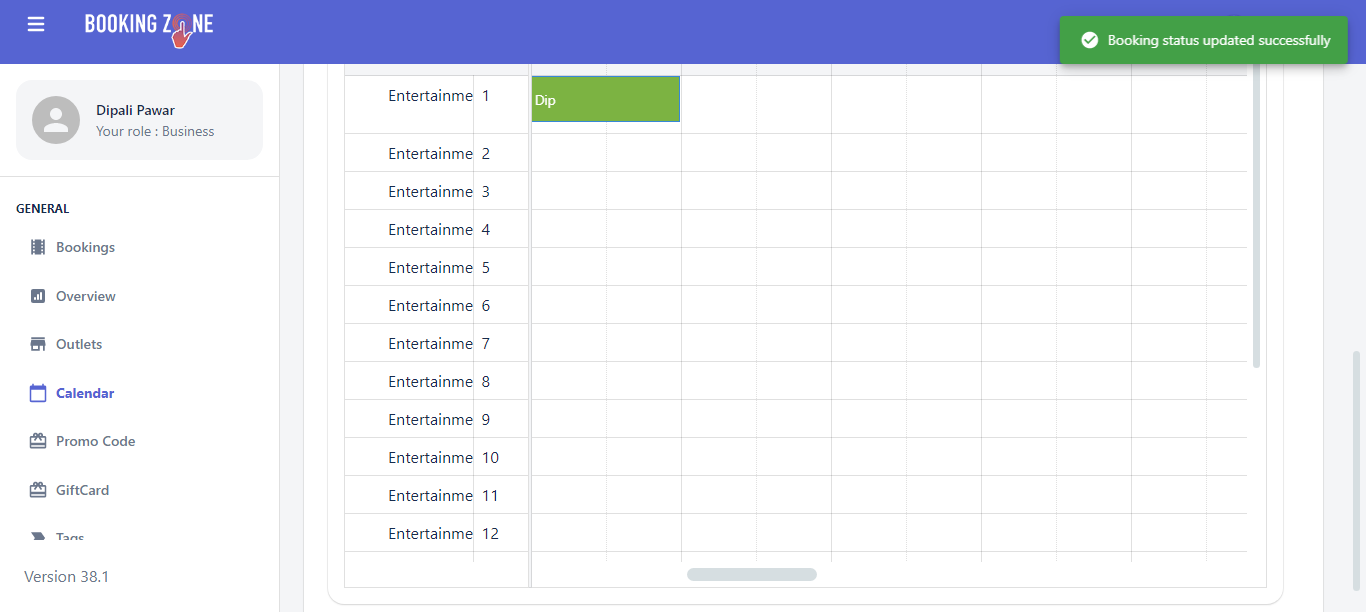 BOOKING ZONE
Booking status updated successfully
Dipali Pawar
Your role : Business
GENERAL
Bookings
Overview
Outlets
Calendar
Promo Code
GiftCard
Tags
Version 38.1
Entertainme 1
Dip
Entertainme 2
Entertainme 3
Entertainme 4
Entertainme 5
Entertainme 6
Entertainme 7
Entertainme 8
Entertainme 9
Entertainme 10
Entertainme 11
Entertainme 12